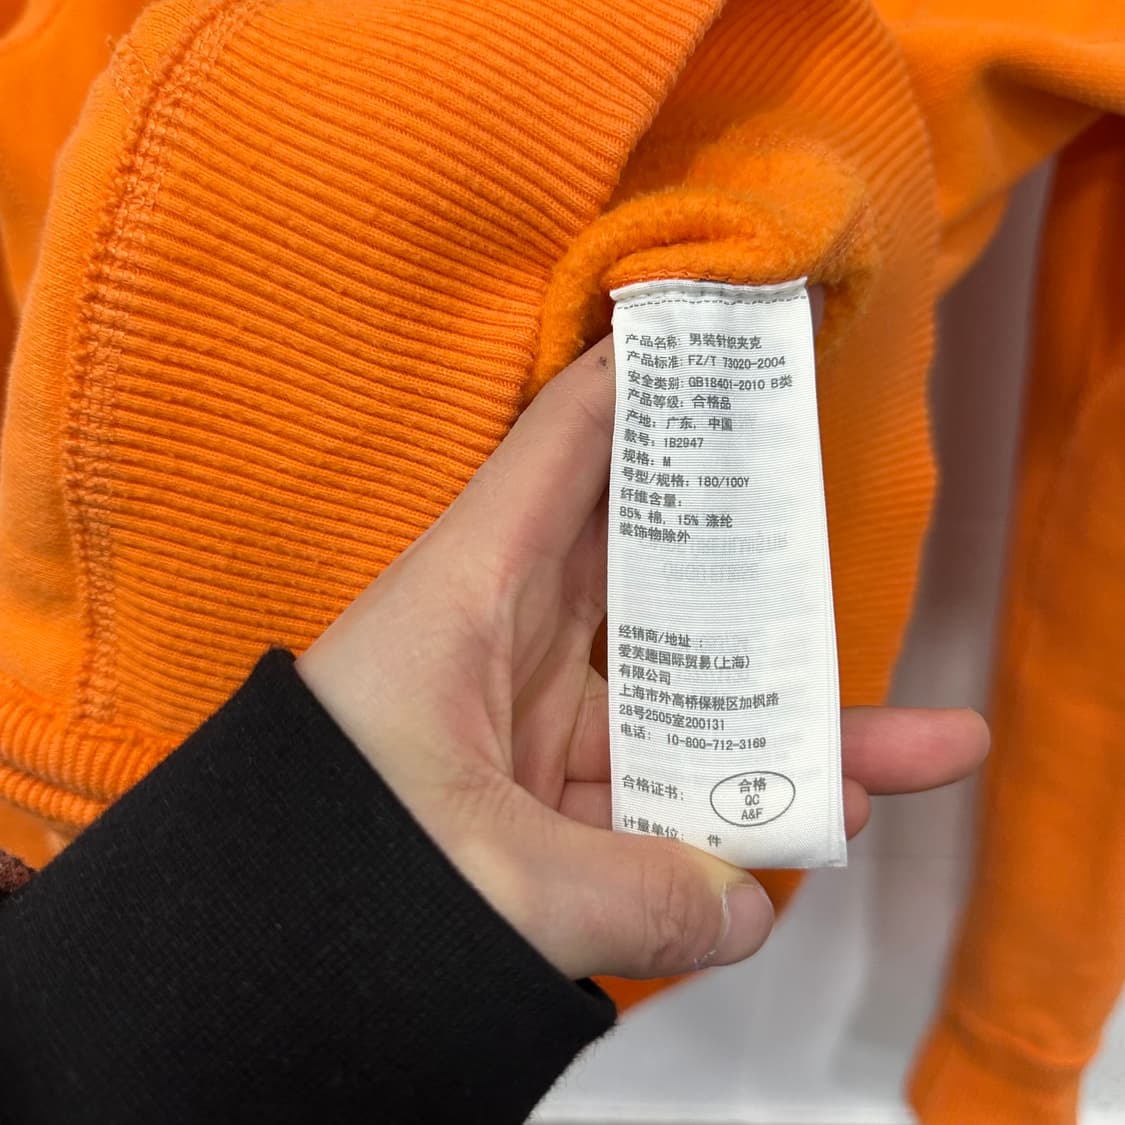 产品名称: 男装针织夹克
产品标准: FZ/T 73020-2004
安全类别: GB18401-2010 B类
产品等级: 合格品
产地: 广东, 中国
款号: 1B2947
规格: M
号型/规格: 180/100Y
纤维含量:
85% 棉, 15% 涤纶
装饰物除外
经销商/地址 :
爱芙趣国际贸易(上海)
有限公司
上海市外高桥保税区加枫路
28号2505室200131
电话: 10-800-712-3169
合格证书:
合格
QC
A&F
计量单位: 件